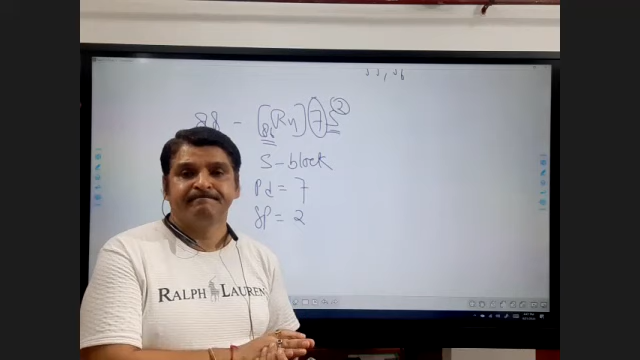 88 - [86Rn] 7S²
S-block
Pd = 7
gp = 2
RALPH LAUREN